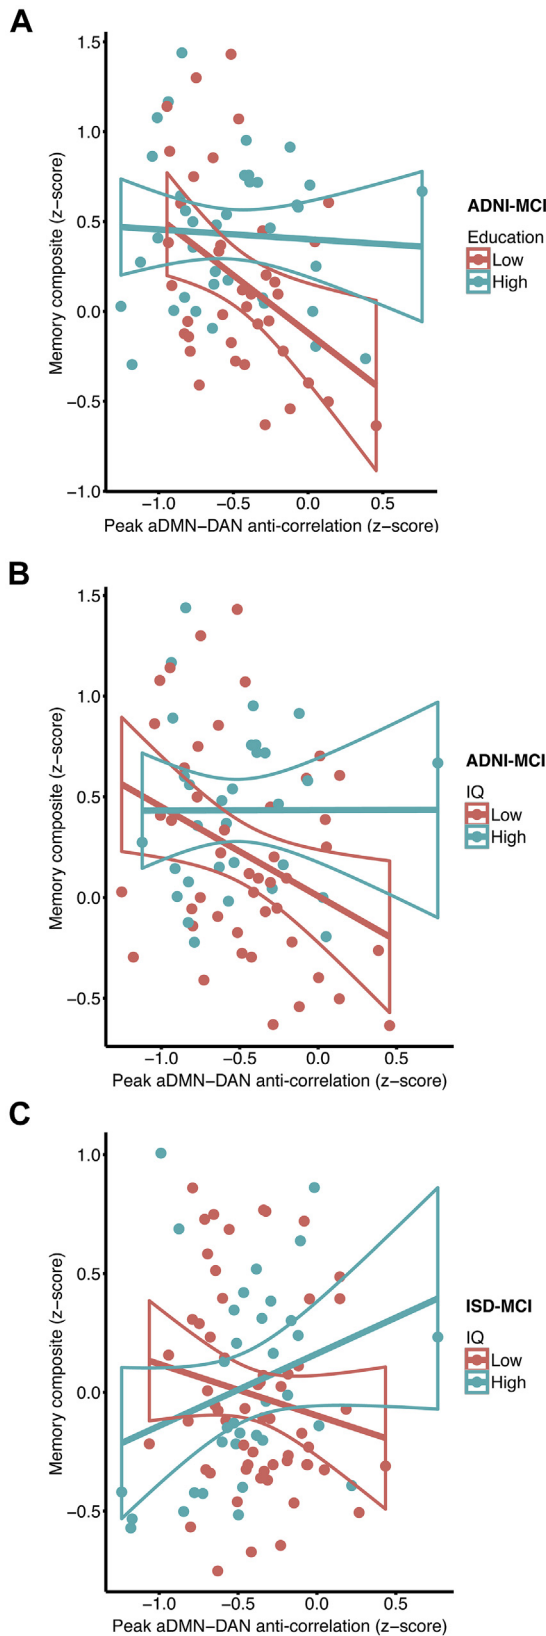 A
1.5
1.0
0.5
0.0
−0.5
−1.0
Memory composite (z−score)
−1.0 −0.5 0.0 0.5
Peak aDMN−DAN anti-correlation (z−score)
ADNI-MCI
Education
Low
High
B
1.5
1.0
0.5
0.0
−0.5
Memory composite (z−score)
−1.0 −0.5 0.0 0.5
Peak aDMN−DAN anti-correlation (z−score)
ADNI-MCI
IQ
Low
High
C
1.0
0.5
0.0
−0.5
Memory composite (z−score)
−1.0 −0.5 0.0 0.5
Peak aDMN−DAN anti-correlation (z−score)
ISD-MCI
IQ
Low
High